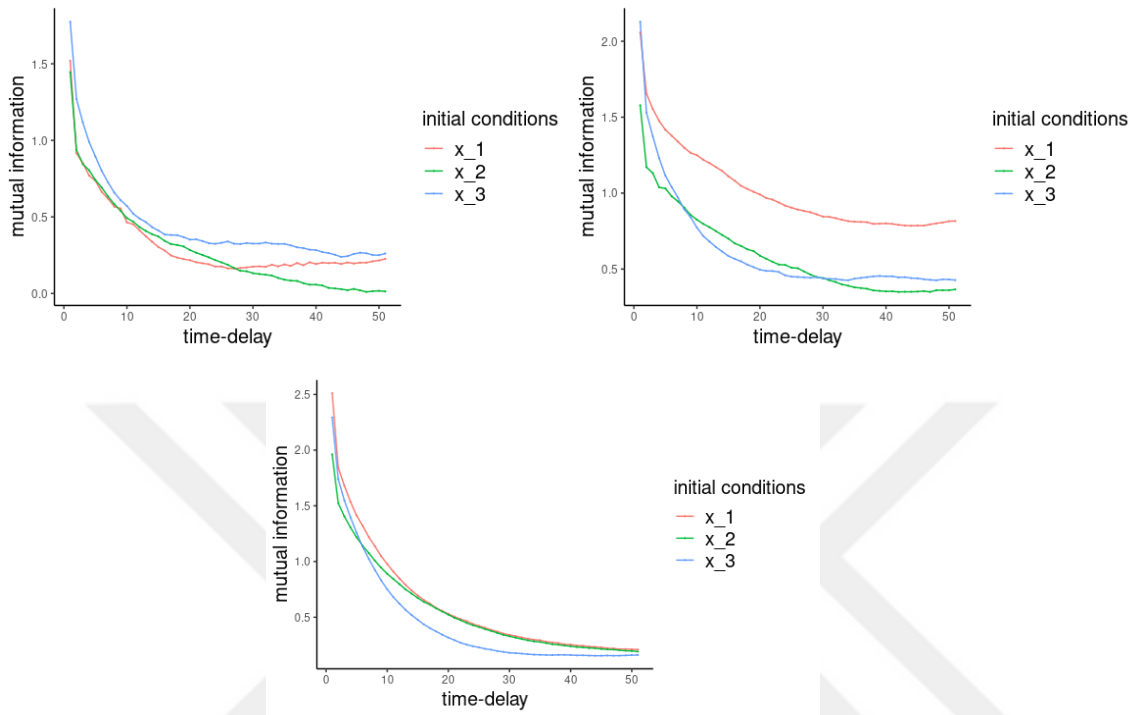 mutual information
1.5
1.0
0.5
0.0
0 10 20 30 40 50
time-delay
initial conditions
x_1
x_2
x_3
mutual information
2.0
1.5
1.0
0.5
0 10 20 30 40 50
time-delay
initial conditions
x_1
x_2
x_3
mutual information
2.5
2.0
1.5
1.0
0.5
0 10 20 30 40 50
time-delay
initial conditions
x_1
x_2
x_3